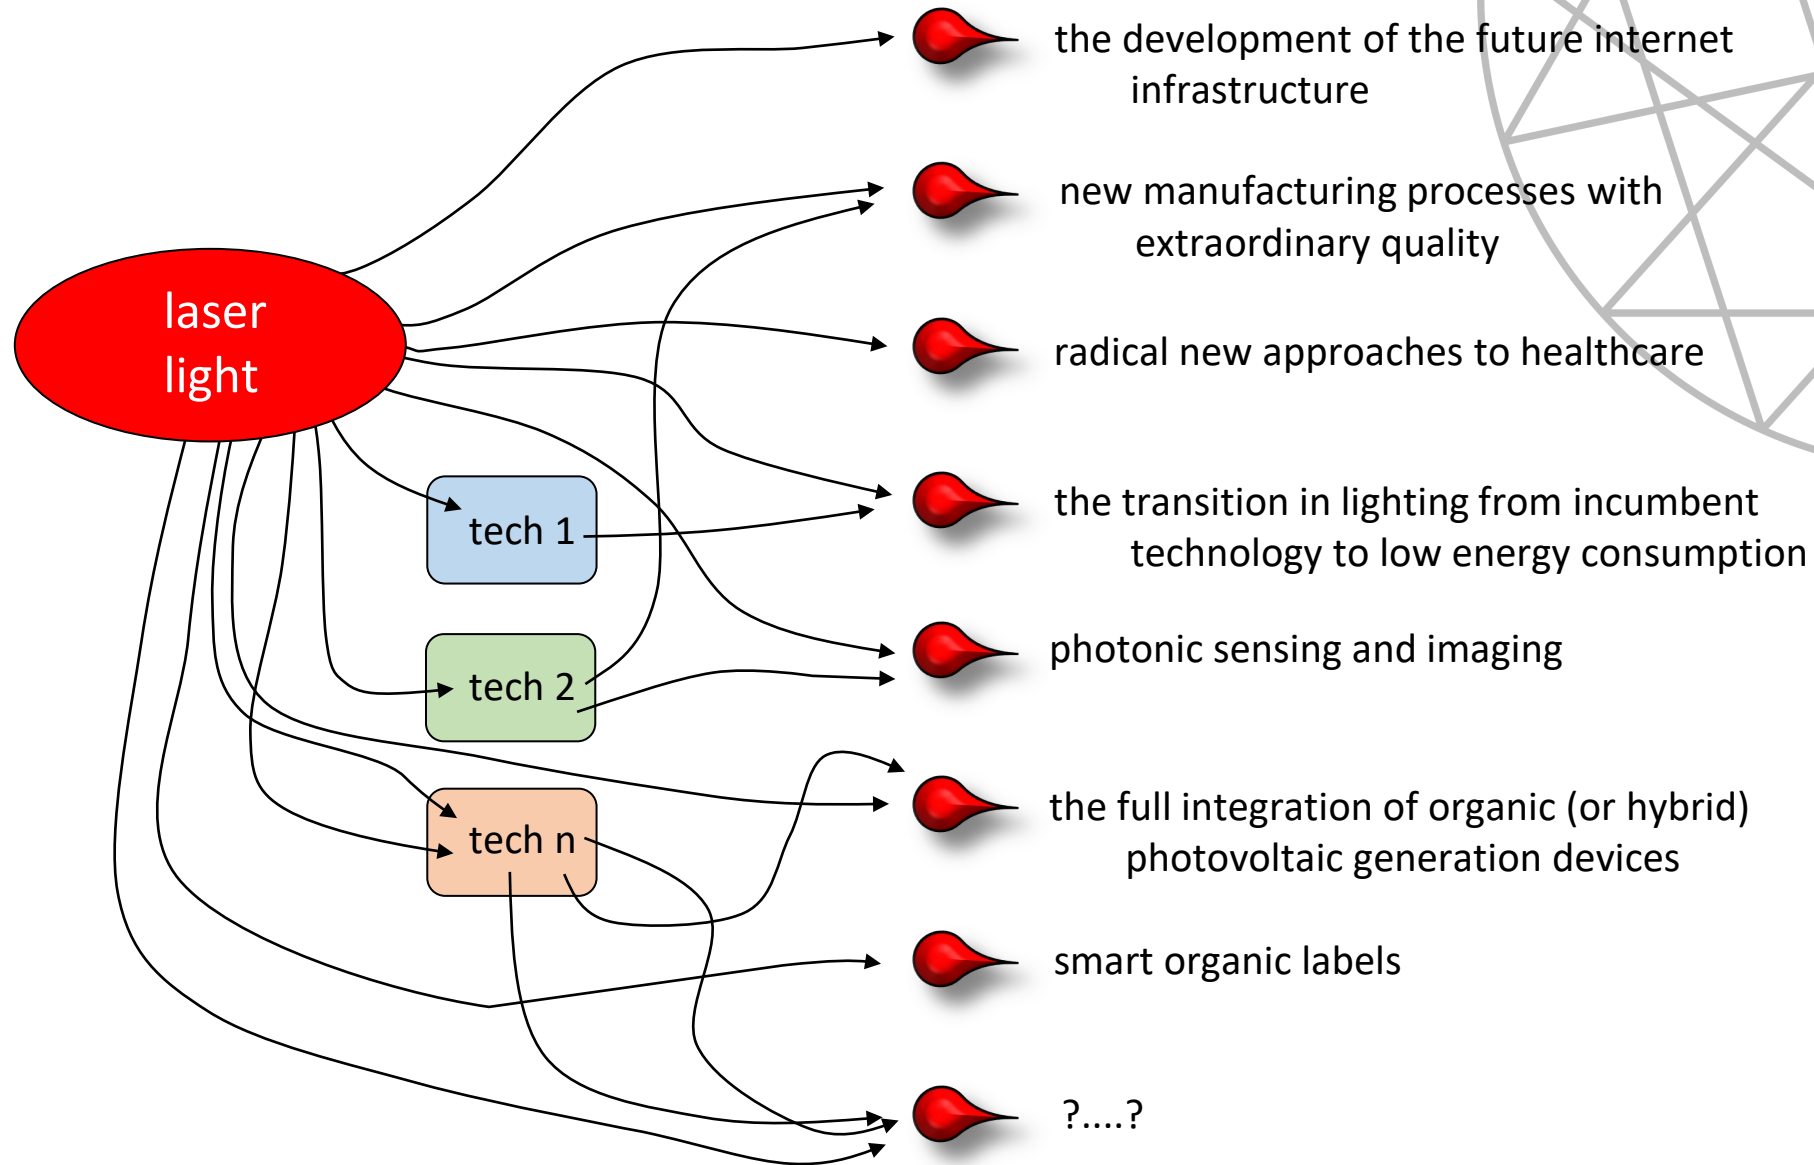 the development of the future internet
infrastructure
new manufacturing processes with
extraordinary quality
laser
light
radical new approaches to healthcare
the transition in lighting from incumbent
technology to low energy consumption
tech 1
photonic sensing and imaging
tech 2
the full integration of organic (or hybrid)
photovoltaic generation devices
tech n
smart organic labels
?....?